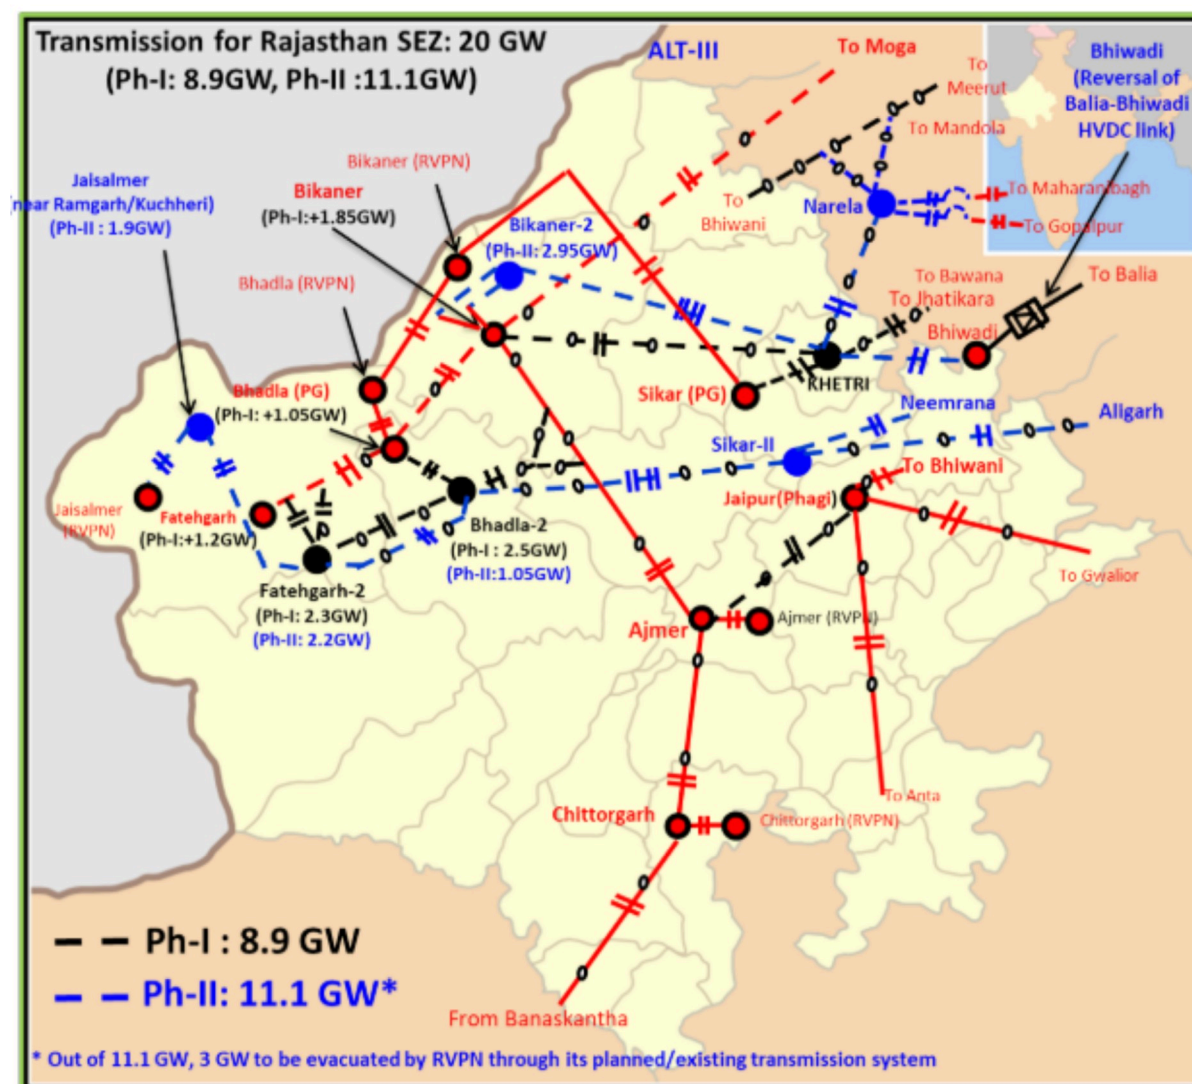 Transmission for Rajasthan SEZ: 20 GW
(Ph-I: 8.9GW, Ph-II :11.1GW)
ALT-III
To Moga
To
Meerut
To Mandola
Bhiwadi
(Reversal of
Balia-Bhiwadi
HVDC link)
Bikaner (RVPN)
Jaisalmer
(near Ramgarh/Kuchheri)
(Ph-II : 1.9GW)
Bikaner
(Ph-I:+1.85GW)
Bikaner-2
(Ph-II: 2.95GW)
To
Bhiwani
Narela
To Maharanibagh
To Gopalpur
Bhadla (RVPN)
To Bawana
To Jhatikara
To Balia
Bhiwadi
KHETRI
Sikar (PG)
Bhadla (PG)
(Ph-I: +1.05GW)
Neemrana
Aligarh
Sikar-II
To Bhiwani
Jaipur(Phagi)
Jaisalmer
(RVPN)
Fatehgarh
(Ph-I:+1.2GW)
Bhadla-2
(Ph-I : 2.5GW)
(Ph-II:1.05GW)
Fatehgarh-2
(Ph-I: 2.3GW)
(Ph-II: 2.2GW)
To Gwalior
Ajmer
Ajmer (RVPN)
To Anta
Chittorgarh
Chittorgarh (RVPN)
Ph-I : 8.9 GW
Ph-II: 11.1 GW*
From Banaskantha
* Out of 11.1 GW, 3 GW to be evacuated by RVPN through its planned/existing transmission system